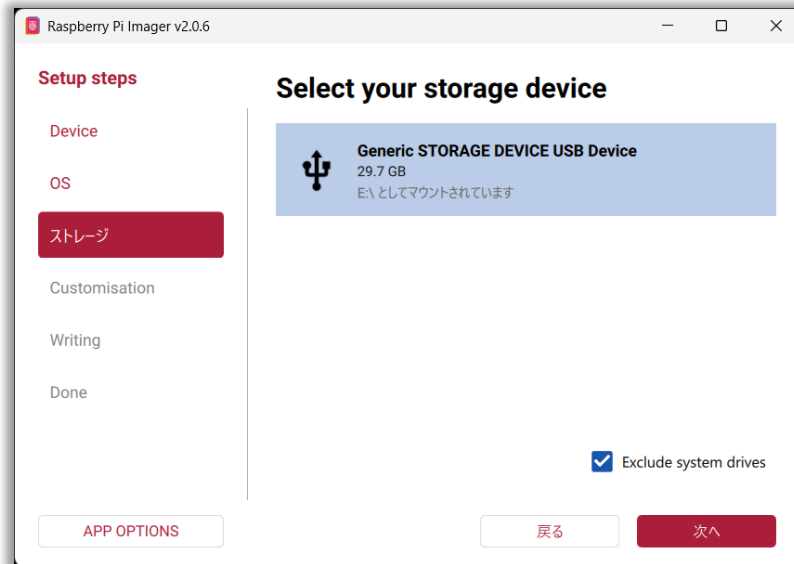 Raspberry Pi Imager v2.0.6
Setup steps
Device
OS
ストレージ
Customisation
Writing
Done
APP OPTIONS
Select your storage device
Generic STORAGE DEVICE USB Device
29.7 GB
E:\ としてマウントされています
Exclude system drives
戻る
次へ